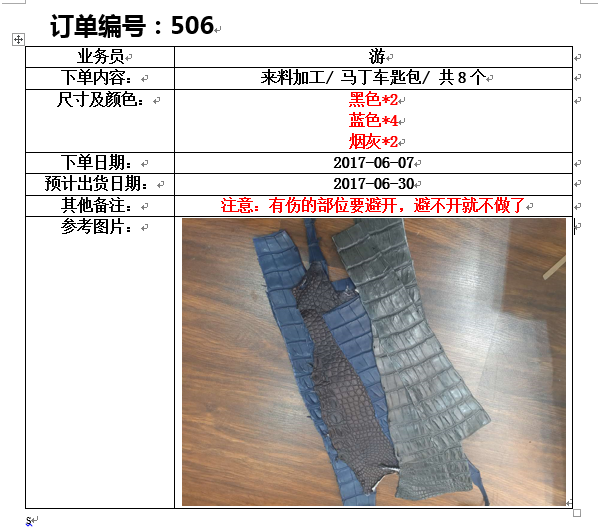 订单编号：506
业务员 游
下单内容： 来料加工/ 马丁车匙包/ 共 8 个
尺寸及颜色： 黑色*2
蓝色*4
烟灰*2
下单日期： 2017-06-07
预计出货日期： 2017-06-30
其他备注： 注意：有伤的部位要避开，避不开就不做了
参考图片：
s